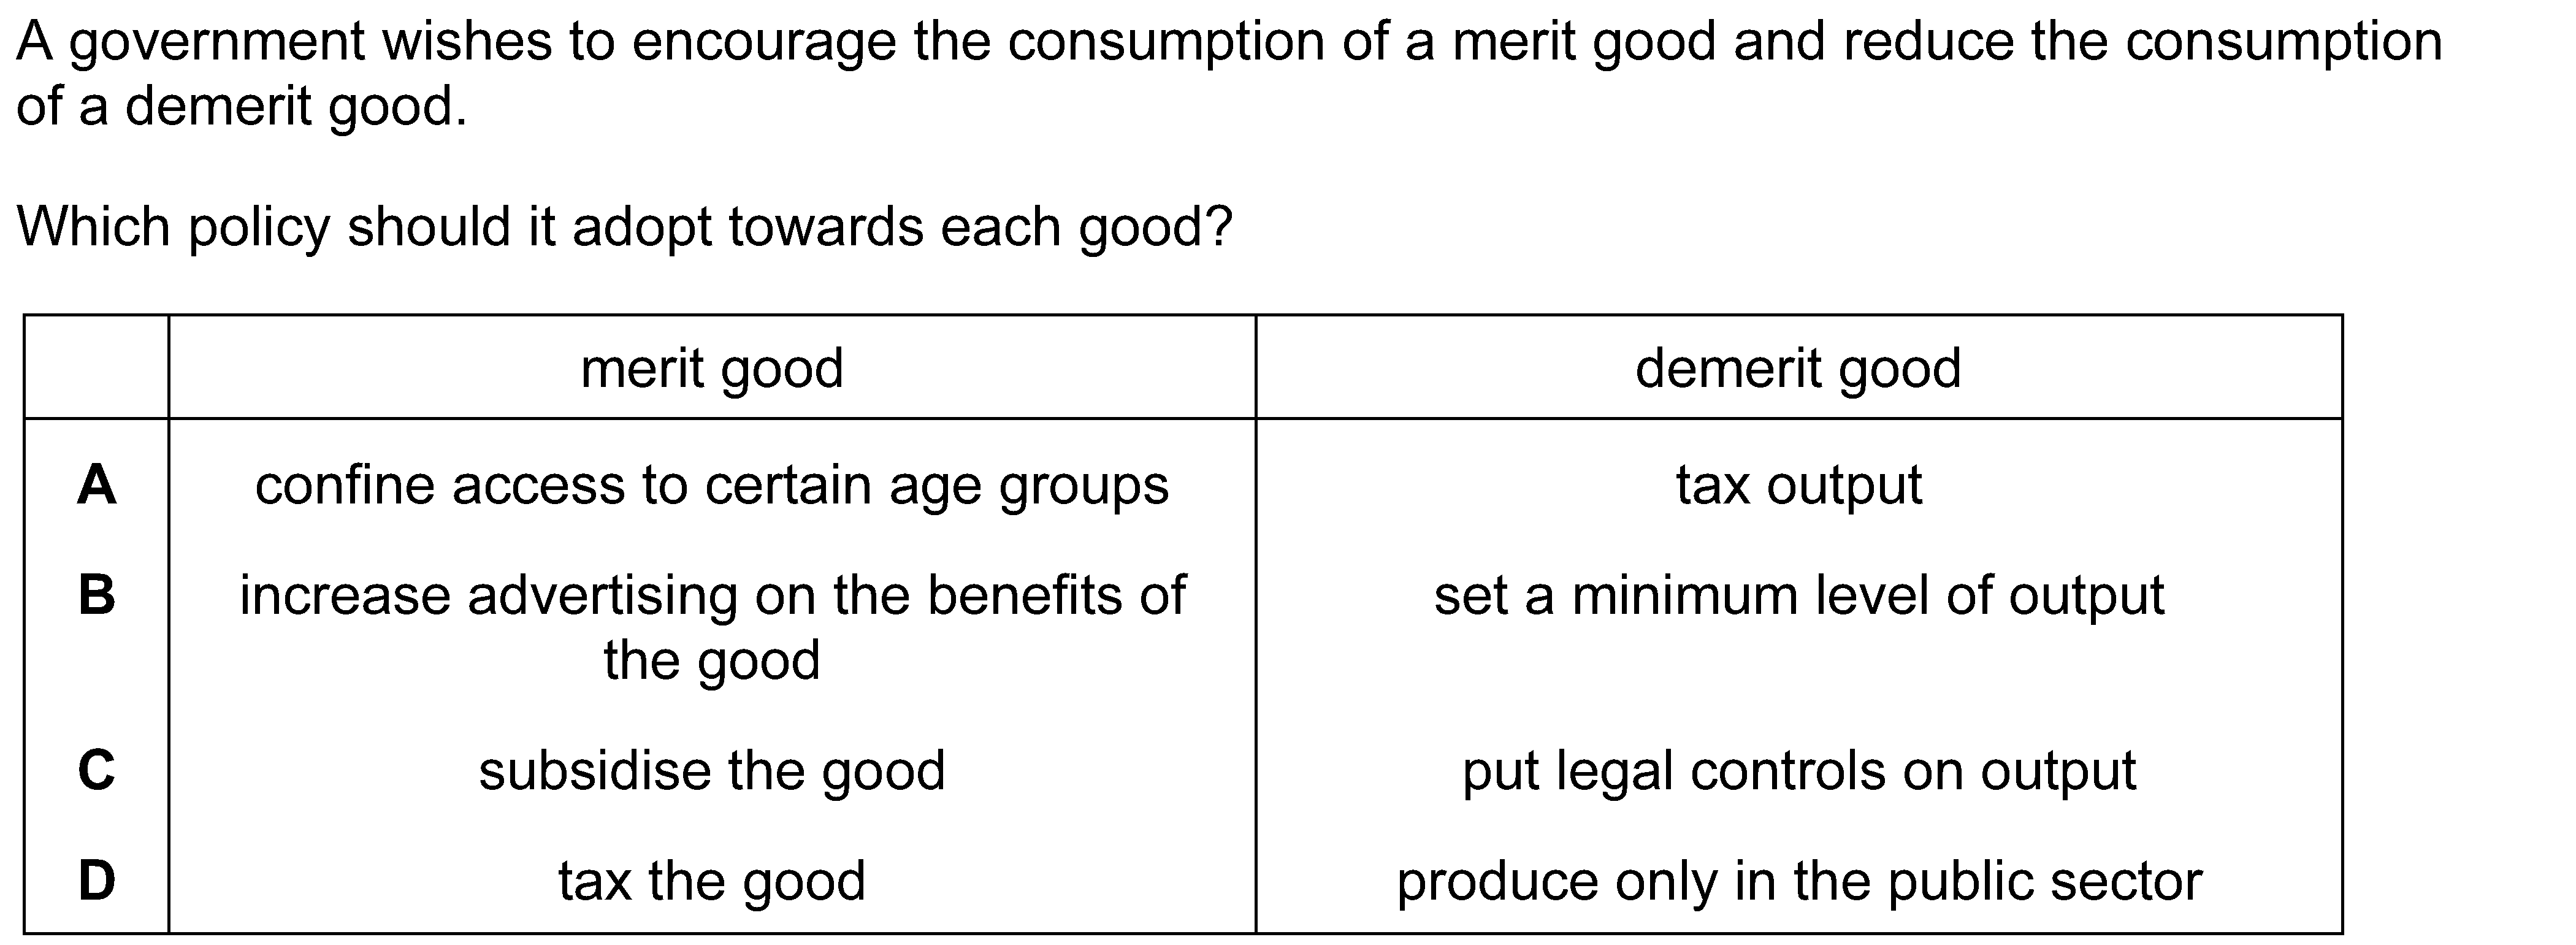 A government wishes to encourage the consumption of a merit good and reduce the consumption
of a demerit good.
Which policy should it adopt towards each good?
merit good demerit good
A confine access to certain age groups tax output
B increase advertising on the benefits of set a minimum level of output
the good
C subsidise the good put legal controls on output
D tax the good produce only in the public sector